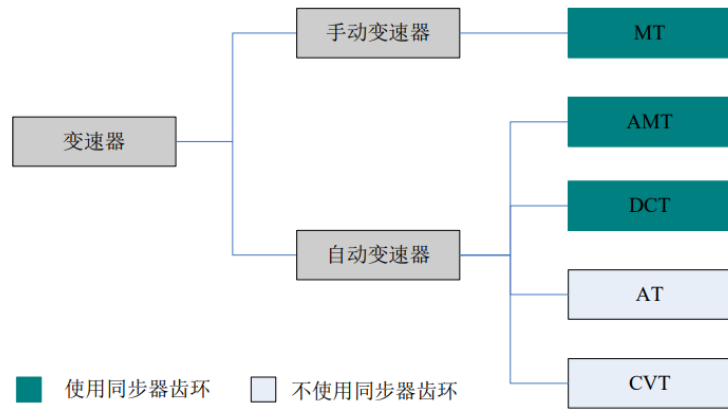 手动变速器
MT
AMT
变速器
DCT
自动变速器
AT
CVT
使用同步器齿环
不使用同步器齿环